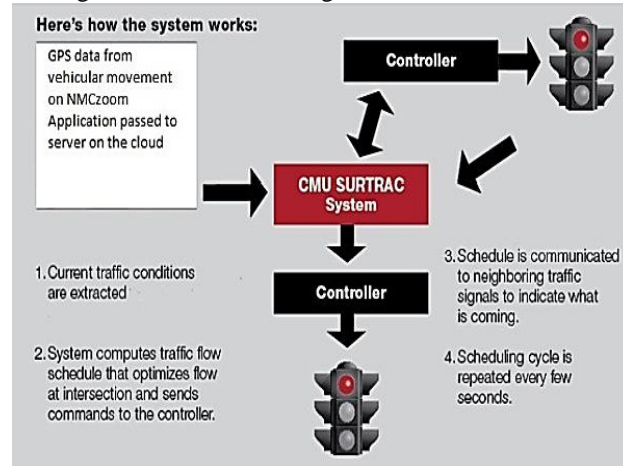 Here's how the system works:
GPS data from
vehicular movement
on NMCzoom
Application passed to
server on the cloud
Controller
CMU SURTRAC
System
Controller
1. Current traffic conditions
are extracted
2. System computes traffic flow
schedule that optimizes flow
at intersection and sends
commands to the controller.
3. Schedule is communicated
to neighboring traffic
signals to indicate what
is coming.
4. Scheduling cycle is
repeated every few
seconds.